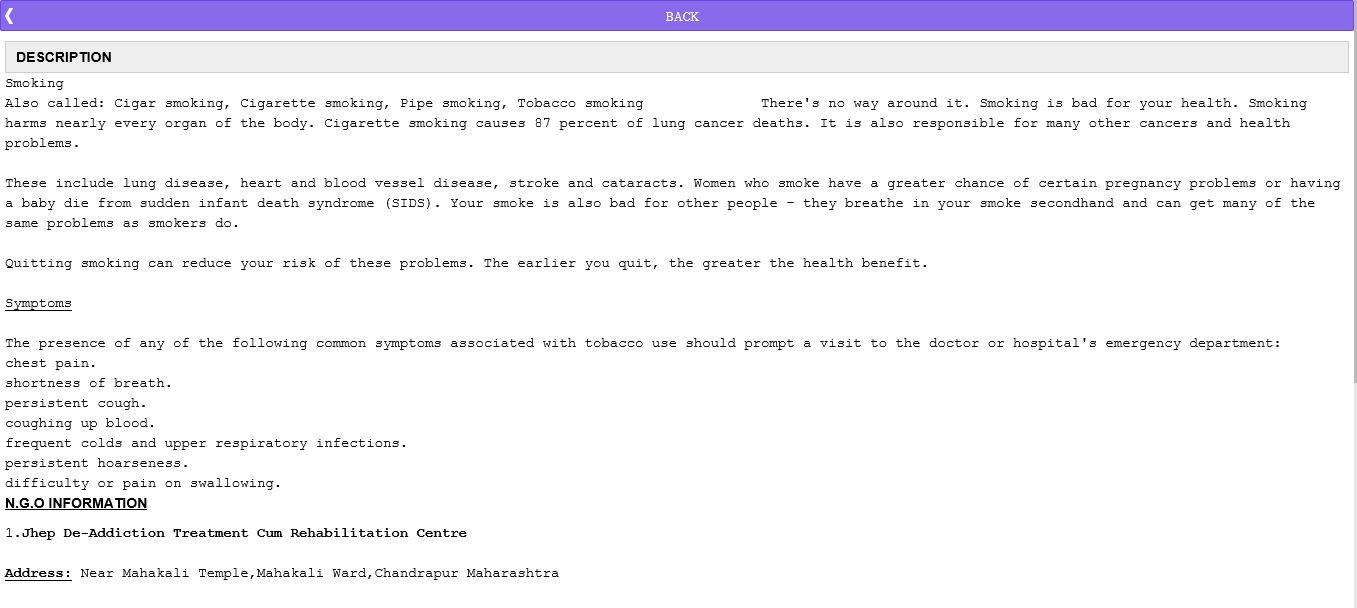 BACK
DESCRIPTION
Smoking
Also called: Cigar smoking, Cigarette smoking, Pipe smoking, Tobacco smoking There's no way around it. Smoking is bad for your health. Smoking
harms nearly every organ of the body. Cigarette smoking causes 87 percent of lung cancer deaths. It is also responsible for many other cancers and health
problems.
These include lung disease, heart and blood vessel disease, stroke and cataracts. Women who smoke have a greater chance of certain pregnancy problems or having
a baby die from sudden infant death syndrome (SIDS). Your smoke is also bad for other people - they breathe in your smoke secondhand and can get many of the
same problems as smokers do.
Quitting smoking can reduce your risk of these problems. The earlier you quit, the greater the health benefit.
Symptoms
The presence of any of the following common symptoms associated with tobacco use should prompt a visit to the doctor or hospital's emergency department:
chest pain.
shortness of breath.
persistent cough.
coughing up blood.
frequent colds and upper respiratory infections.
persistent hoarseness.
difficulty or pain on swallowing.
N.G.O INFORMATION
1.Jhep De-Addiction Treatment Cum Rehabilitation Centre
Address: Near Mahakali Temple,Mahakali Ward,Chandrapur Maharashtra